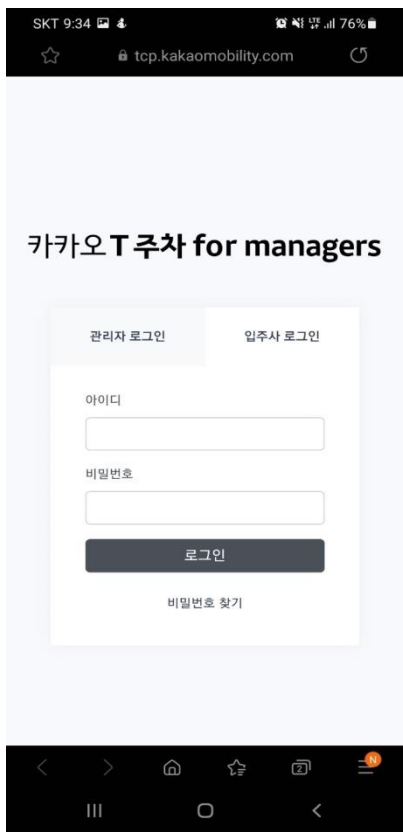 SKT 9:34 LTE 76%
tcp.kakaomobility.com
카카오 T 주차 for managers
관리자 로그인 입주사 로그인
아이디
비밀번호
로그인
비밀번호 찾기
2 N